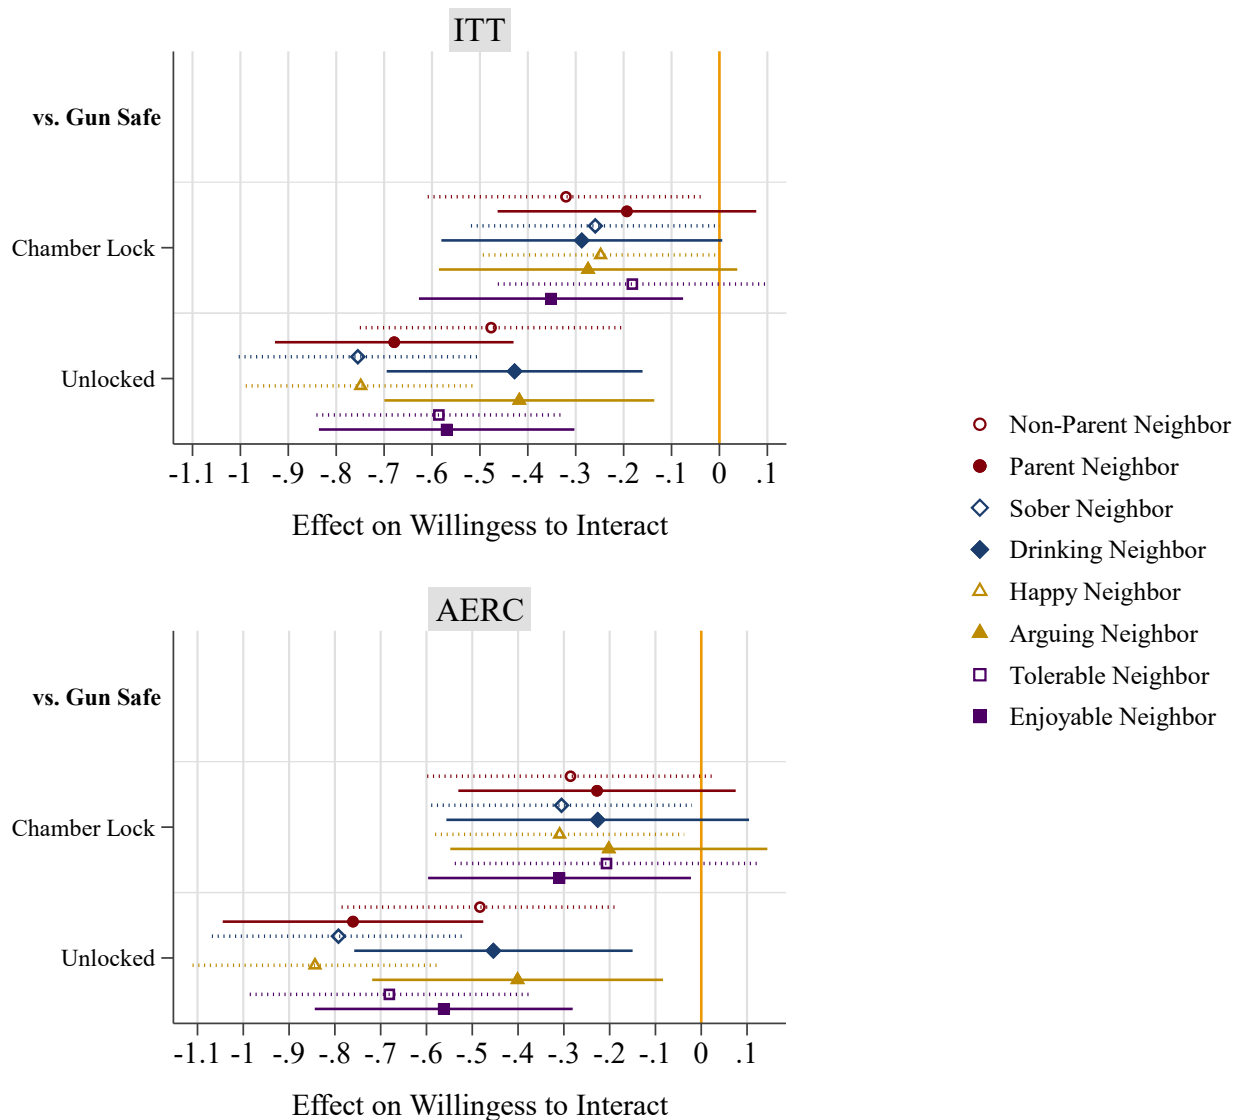 ITT
vs. Gun Safe
Chamber Lock
Unlocked
-1.1 -1 -.9 -.8 -.7 -.6 -.5 -.4 -.3 -.2 -.1 0 .1
Effect on Willingess to Interact
Non-Parent Neighbor
Parent Neighbor
Sober Neighbor
Drinking Neighbor
Happy Neighbor
Arguing Neighbor
Tolerable Neighbor
Enjoyable Neighbor
AERC
vs. Gun Safe
Chamber Lock
Unlocked
-1.1 -1 -.9 -.8 -.7 -.6 -.5 -.4 -.3 -.2 -.1 0 .1
Effect on Willingess to Interact